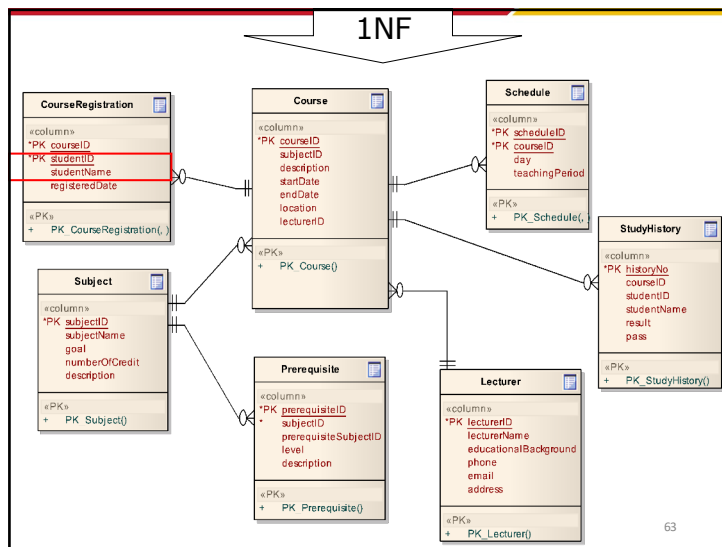 1NF
CourseRegistration
«column»
*PK courseID
*PK studentID
studentName
registeredDate
«PK»
+ PK_CourseRegistration(, )
Course
«column»
*PK courseID
subjectID
description
startDate
endDate
location
lecturerID
«PK»
+ PK_Course()
Schedule
«column»
*PK scheduleID
*PK courseID
day
teachingPeriod
«PK»
+ PK_Schedule(, )
StudyHistory
«column»
*PK historyNo
courseID
studentID
studentName
result
pass
«PK»
+ PK_StudyHistory()
Subject
«column»
*PK subjectID
subjectName
goal
numberOfCredit
description
«PK»
+ PK_Subject()
Prerequisite
«column»
*PK prerequisiteID
* subjectID
prerequisiteSubjectID
level
description
«PK»
+ PK_Prerequisite()
Lecturer
«column»
*PK lecturerID
lecturerName
educationalBackground
phone
email
address
«PK»
+ PK_Lecturer()
63